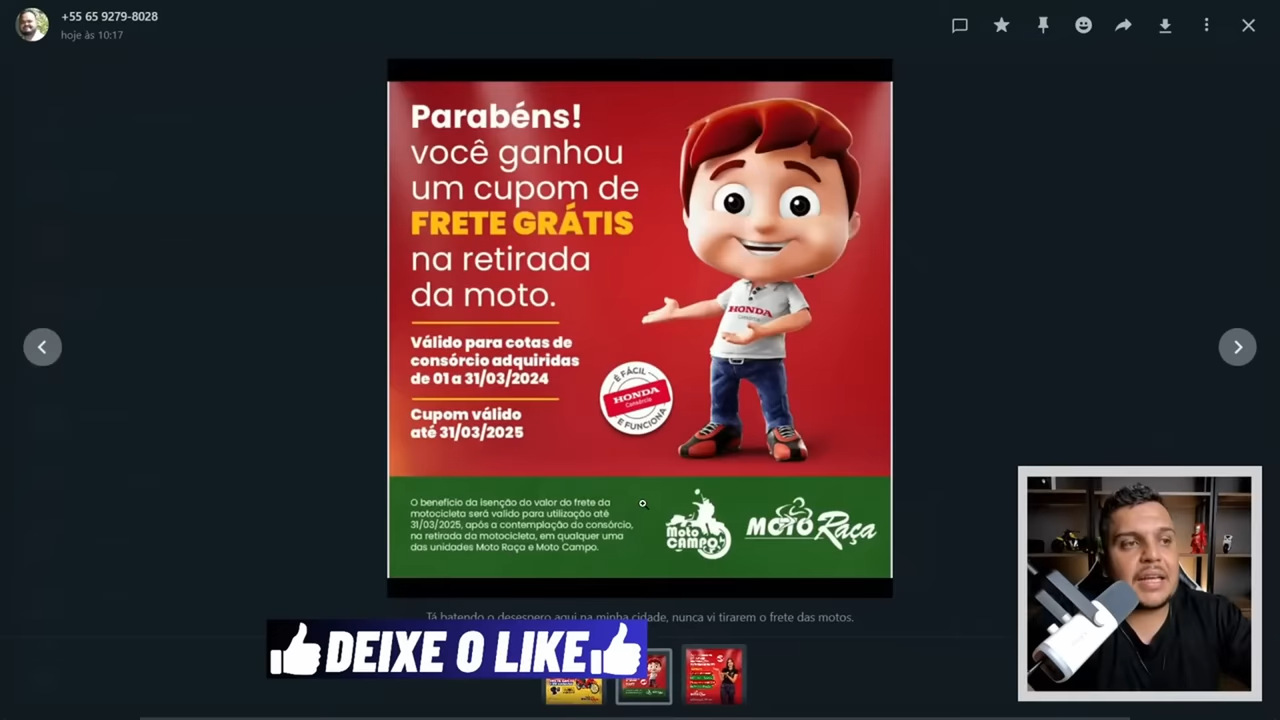 +55 65 9279-8028
hoje às 10:17
Parabéns!
você ganhou
um cupom de
FRETE GRÁTIS
na retirada
da moto.
Válido para cotas de
consórcio adquiridas
de 01 a 31/03/2024
Cupom válido
até 31/03/2025
HONDA
Consórcio
É FÁCIL
HONDA
Consórcio
E FUNCIONA
O benefício da isenção do valor do frete da
motocicleta será valido para utilização até
31/03/2025, após a contemplação do consórcio,
na retirada da motocicleta, em qualquer uma
das unidades Moto Raça e Moto Campo.
Moto
CAMPO
MOTO Raça
Tá batendo o desespero aqui na minha cidade, nunca vi tirarem o frete das motos.
DEIXE O LIKE